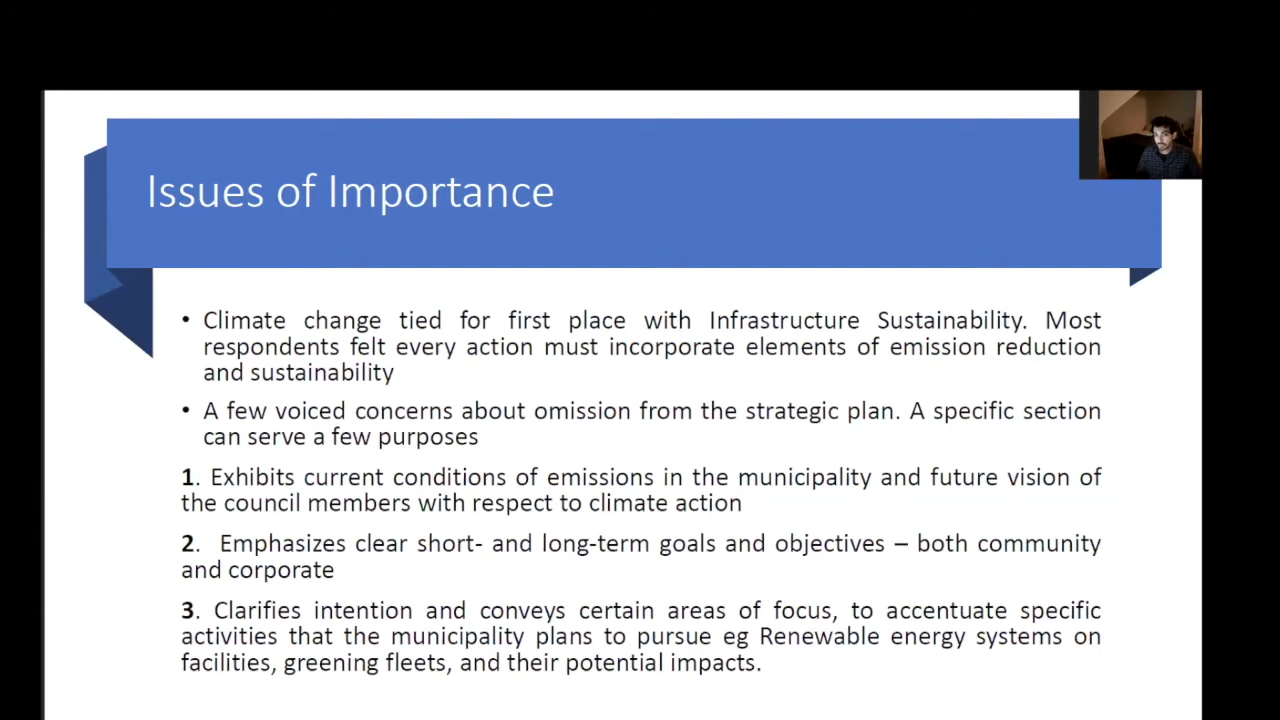 Issues of Importance
• Climate change tied for first place with Infrastructure Sustainability. Most
respondents felt every action must incorporate elements of emission reduction
and sustainability
• A few voiced concerns about omission from the strategic plan. A specific section
can serve a few purposes
1. Exhibits current conditions of emissions in the municipality and future vision of
the council members with respect to climate action
2. Emphasizes clear short- and long-term goals and objectives – both community
and corporate
3. Clarifies intention and conveys certain areas of focus, to accentuate specific
activities that the municipality plans to pursue eg Renewable energy systems on
facilities, greening fleets, and their potential impacts.